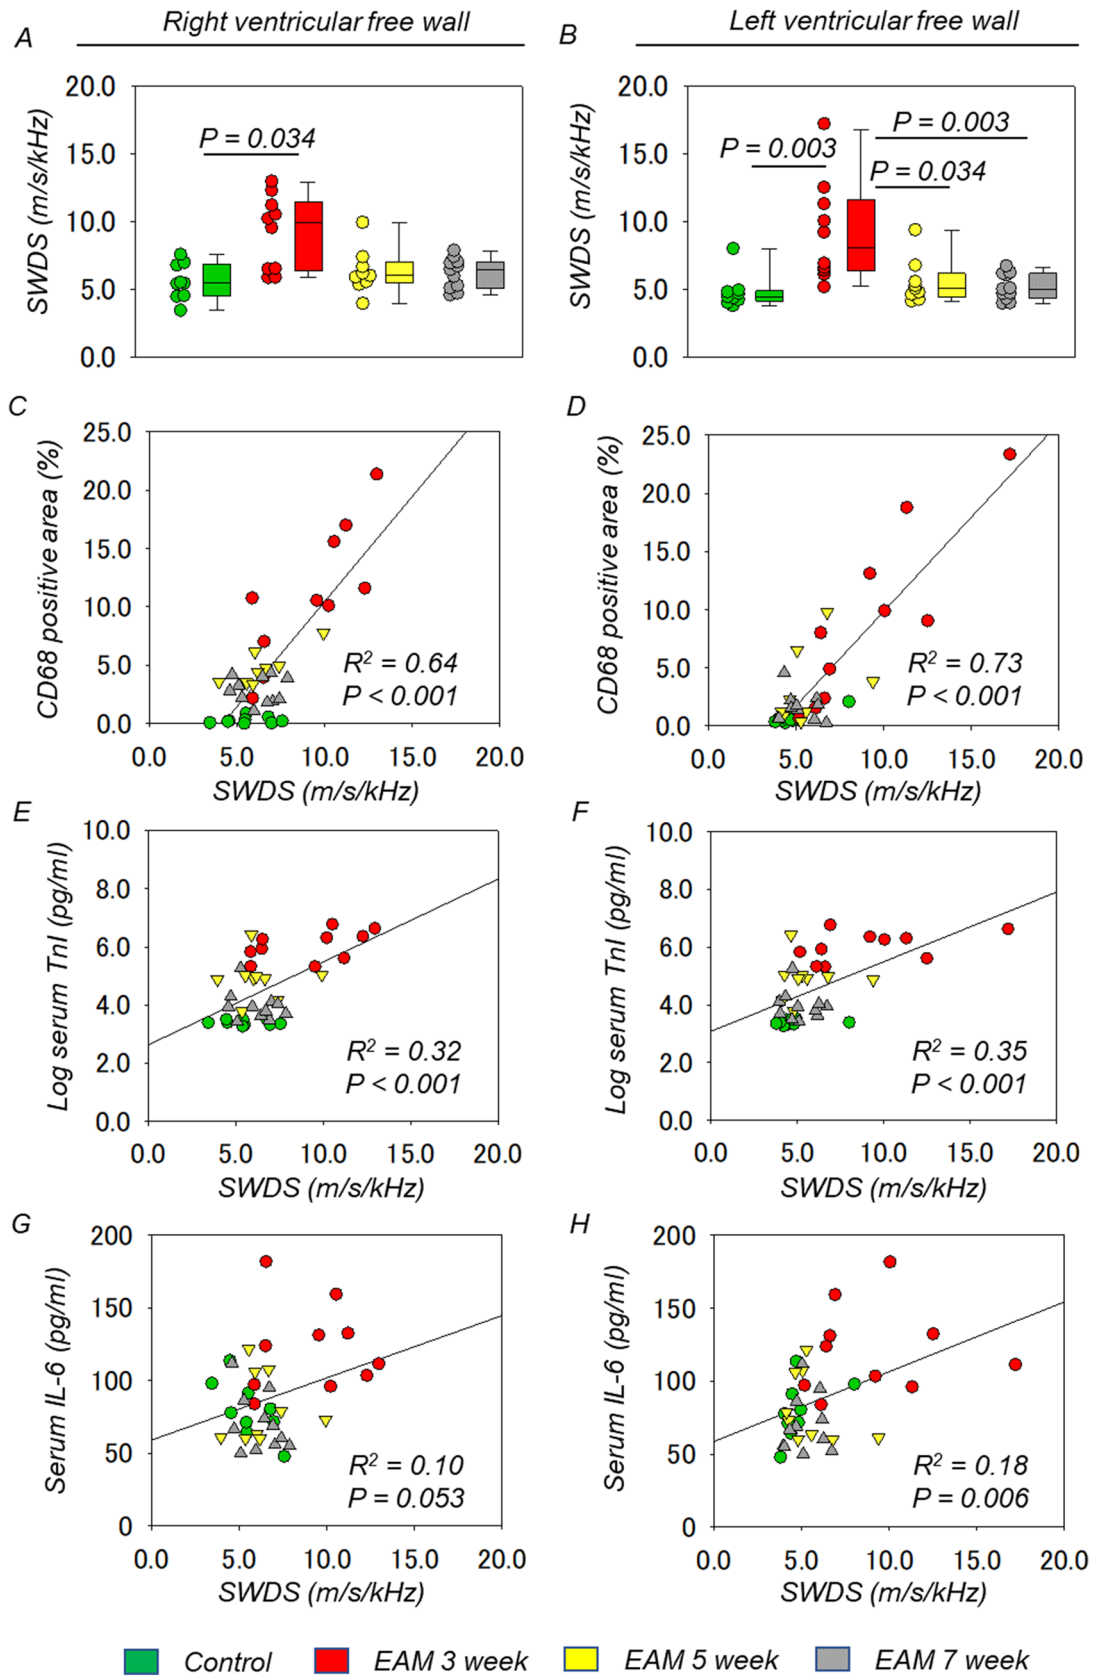 Right ventricular free wall
Left ventricular free wall
A
B
SWDS (m/s/kHz)
20.0
15.0
10.0
5.0
0.0
P = 0.034
SWDS (m/s/kHz)
20.0
15.0
10.0
5.0
0.0
P = 0.003
P = 0.003
P = 0.034
C
CD68 positive area (%)
25.0
20.0
15.0
10.0
5.0
0.0
R² = 0.64
P < 0.001
0.0 5.0 10.0 15.0 20.0
SWDS (m/s/kHz)
D
CD68 positive area (%)
25.0
20.0
15.0
10.0
5.0
0.0
R² = 0.73
P < 0.001
0.0 5.0 10.0 15.0 20.0
SWDS (m/s/kHz)
E
Log serum TnI (pg/ml)
10.0
8.0
6.0
4.0
2.0
0.0
R² = 0.32
P < 0.001
0.0 5.0 10.0 15.0 20.0
SWDS (m/s/kHz)
F
Log serum TnI (pg/ml)
10.0
8.0
6.0
4.0
2.0
0.0
R² = 0.35
P < 0.001
0.0 5.0 10.0 15.0 20.0
SWDS (m/s/kHz)
G
Serum IL-6 (pg/ml)
200
150
100
50
0
R² = 0.10
P = 0.053
0.0 5.0 10.0 15.0 20.0
SWDS (m/s/kHz)
H
Serum IL-6 (pg/ml)
200
150
100
50
0
R² = 0.18
P = 0.006
0.0 5.0 10.0 15.0 20.0
SWDS (m/s/kHz)
Control EAM 3 week EAM 5 week EAM 7 week